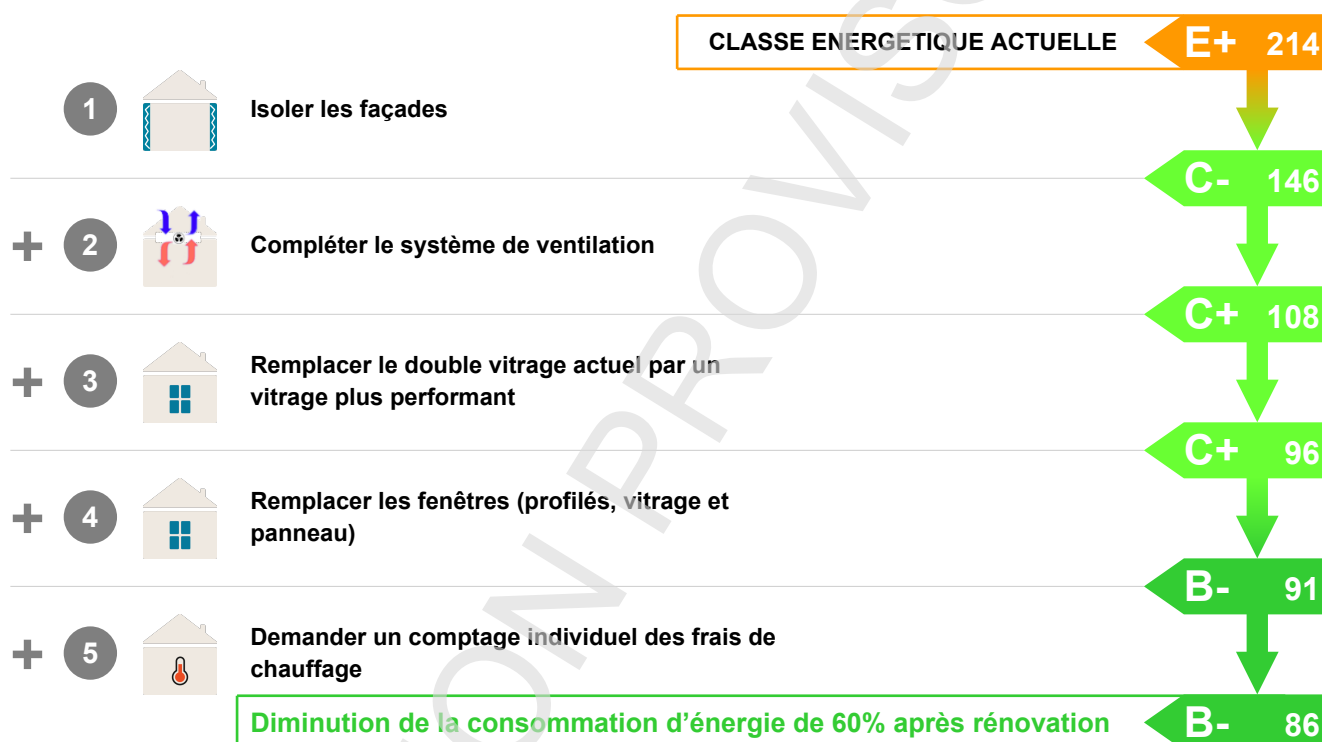 CLASSE ENERGETIQUE ACTUELLE E+ 214
1 Isoler les façades
C- 146
+ 2 Compléter le système de ventilation
C+ 108
+ 3 Remplacer le double vitrage actuel par un
vitrage plus performant
C+ 96
+ 4 Remplacer les fenêtres (profilés, vitrage et
panneau)
B- 91
+ 5 Demander un comptage individuel des frais de
chauffage
Diminution de la consommation d’énergie de 60% après rénovation B- 86
ON PROVIS